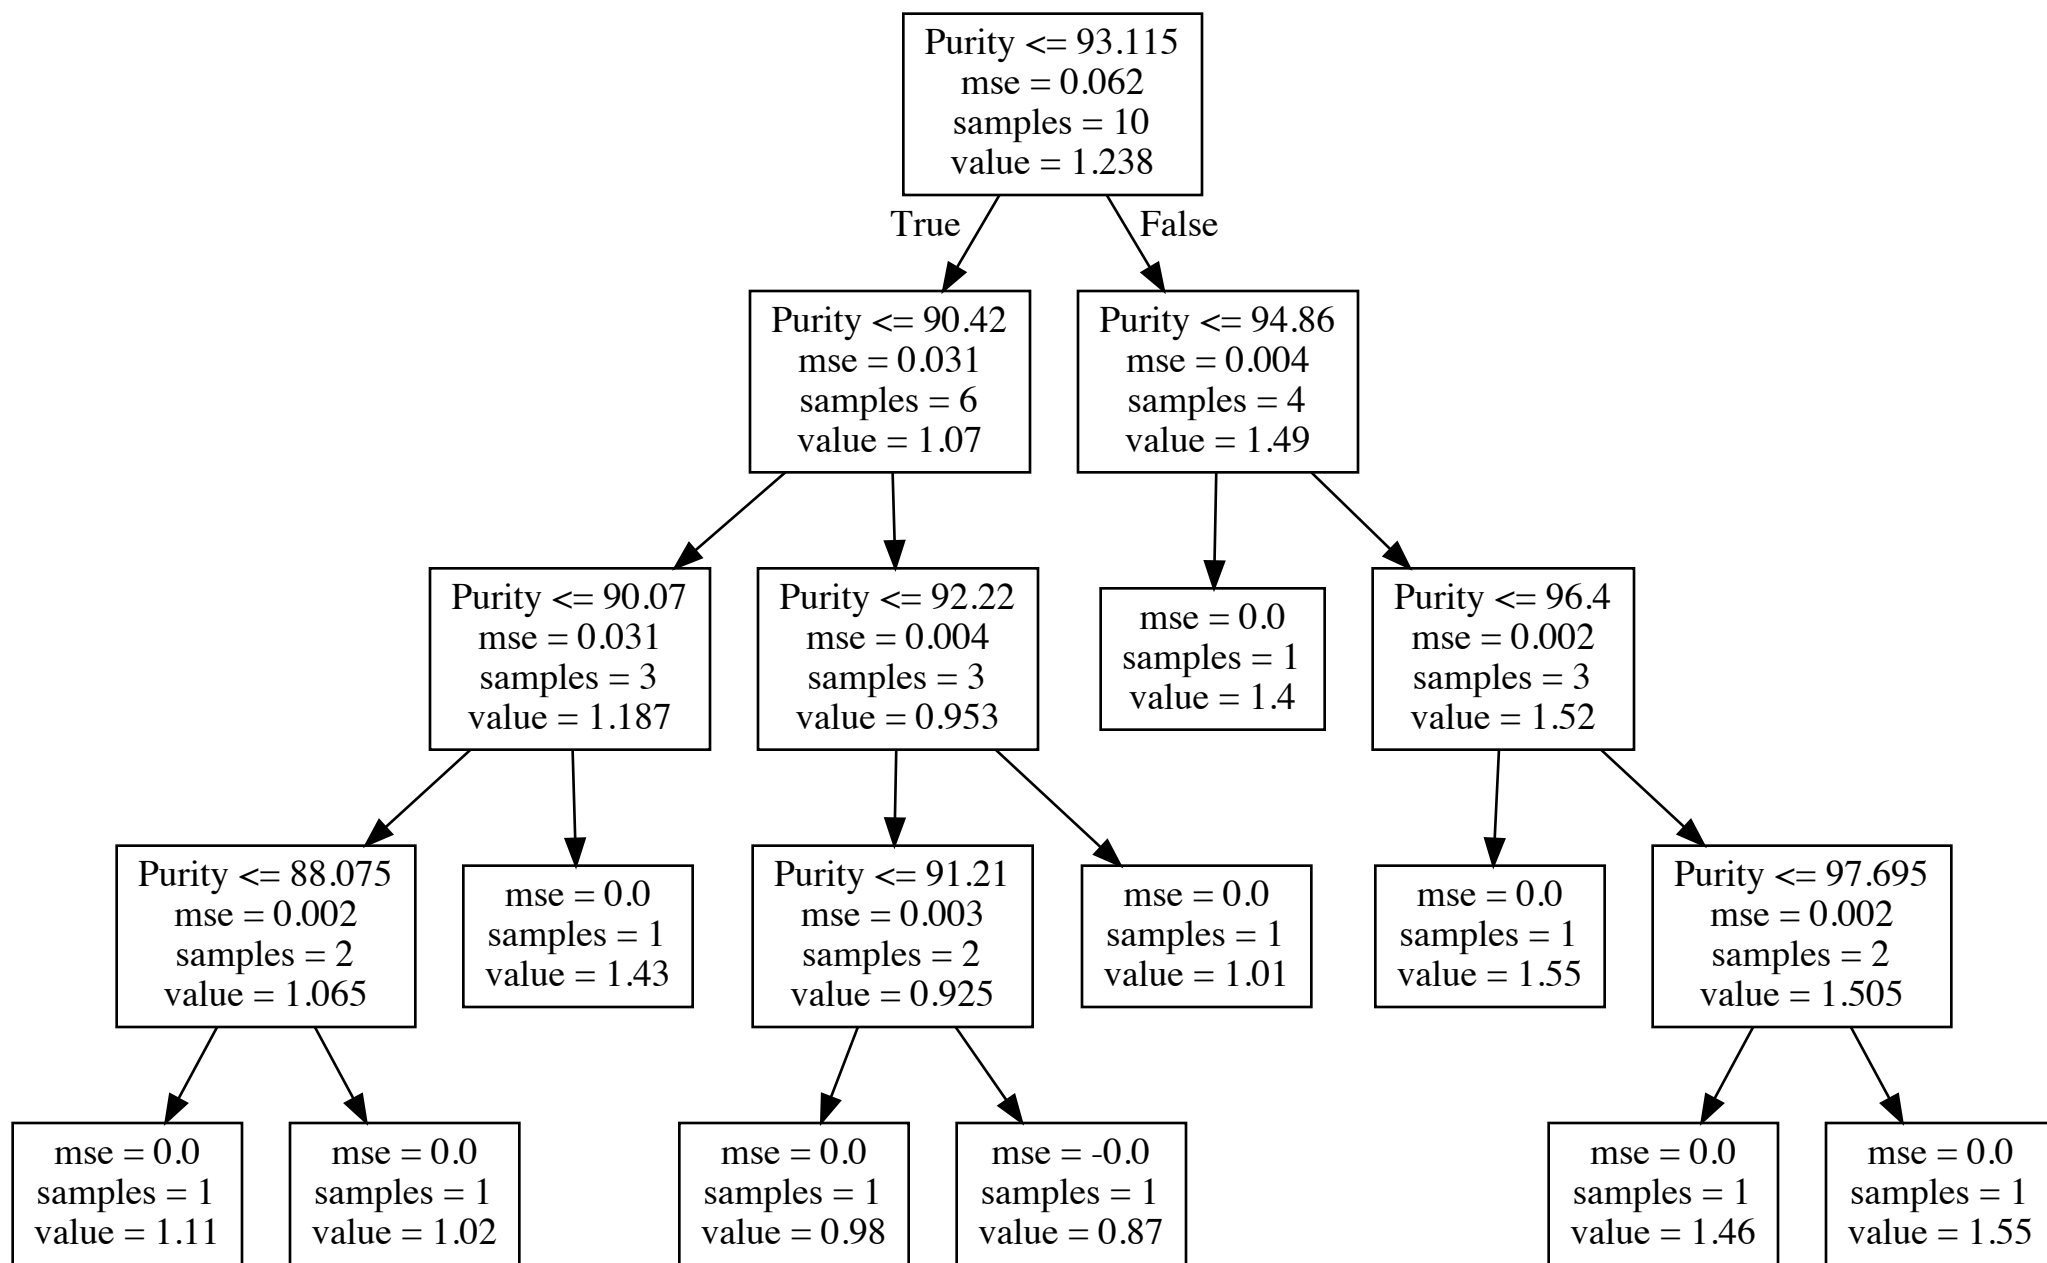 Purity <= 93.115
mse = 0.062
samples = 10
value = 1.238
True
False
Purity <= 90.42
mse = 0.031
samples = 6
value = 1.07
Purity <= 94.86
mse = 0.004
samples = 4
value = 1.49
Purity <= 90.07
mse = 0.031
samples = 3
value = 1.187
Purity <= 92.22
mse = 0.004
samples = 3
value = 0.953
mse = 0.0
samples = 1
value = 1.4
Purity <= 96.4
mse = 0.002
samples = 3
value = 1.52
Purity <= 88.075
mse = 0.002
samples = 2
value = 1.065
mse = 0.0
samples = 1
value = 1.43
Purity <= 91.21
mse = 0.003
samples = 2
value = 0.925
mse = 0.0
samples = 1
value = 1.01
mse = 0.0
samples = 1
value = 1.55
Purity <= 97.695
mse = 0.002
samples = 2
value = 1.505
mse = 0.0
samples = 1
value = 1.11
mse = 0.0
samples = 1
value = 1.02
mse = 0.0
samples = 1
value = 0.98
mse = -0.0
samples = 1
value = 0.87
mse = 0.0
samples = 1
value = 1.46
mse = 0.0
samples = 1
value = 1.55